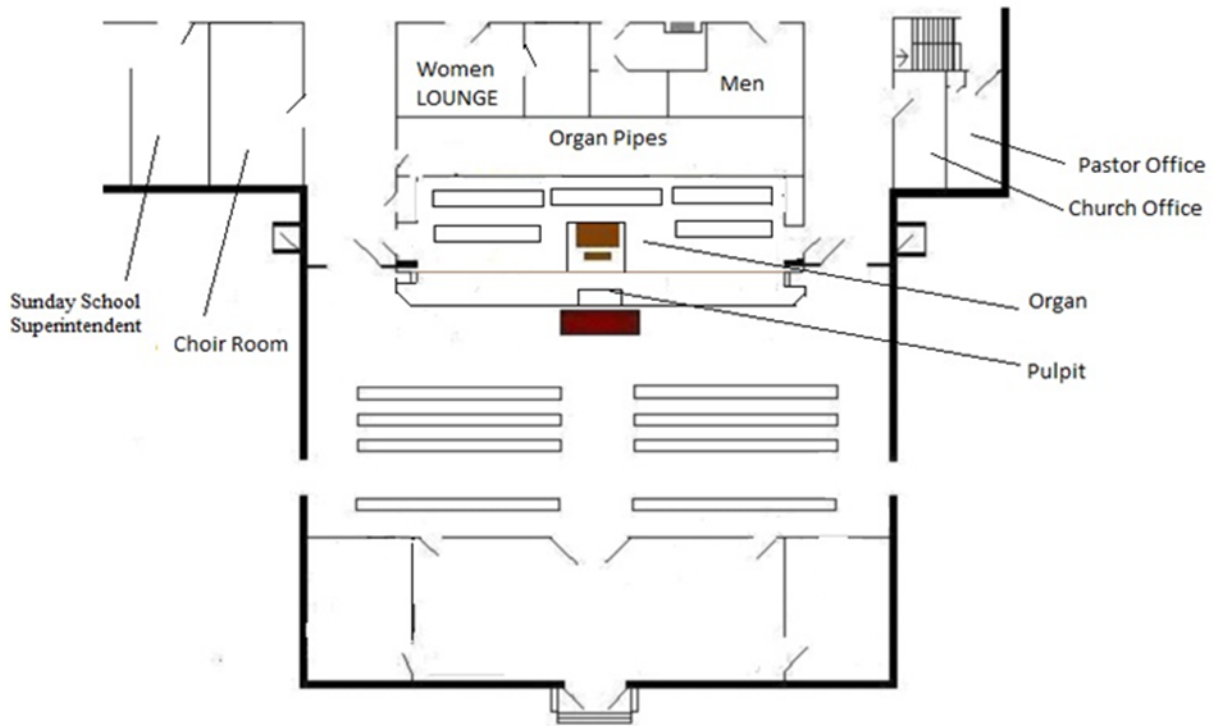 Women
LOUNGE
Men
Organ Pipes
Pastor Office
Church Office
Sunday School
Superintendent
Choir Room
Organ
Pulpit